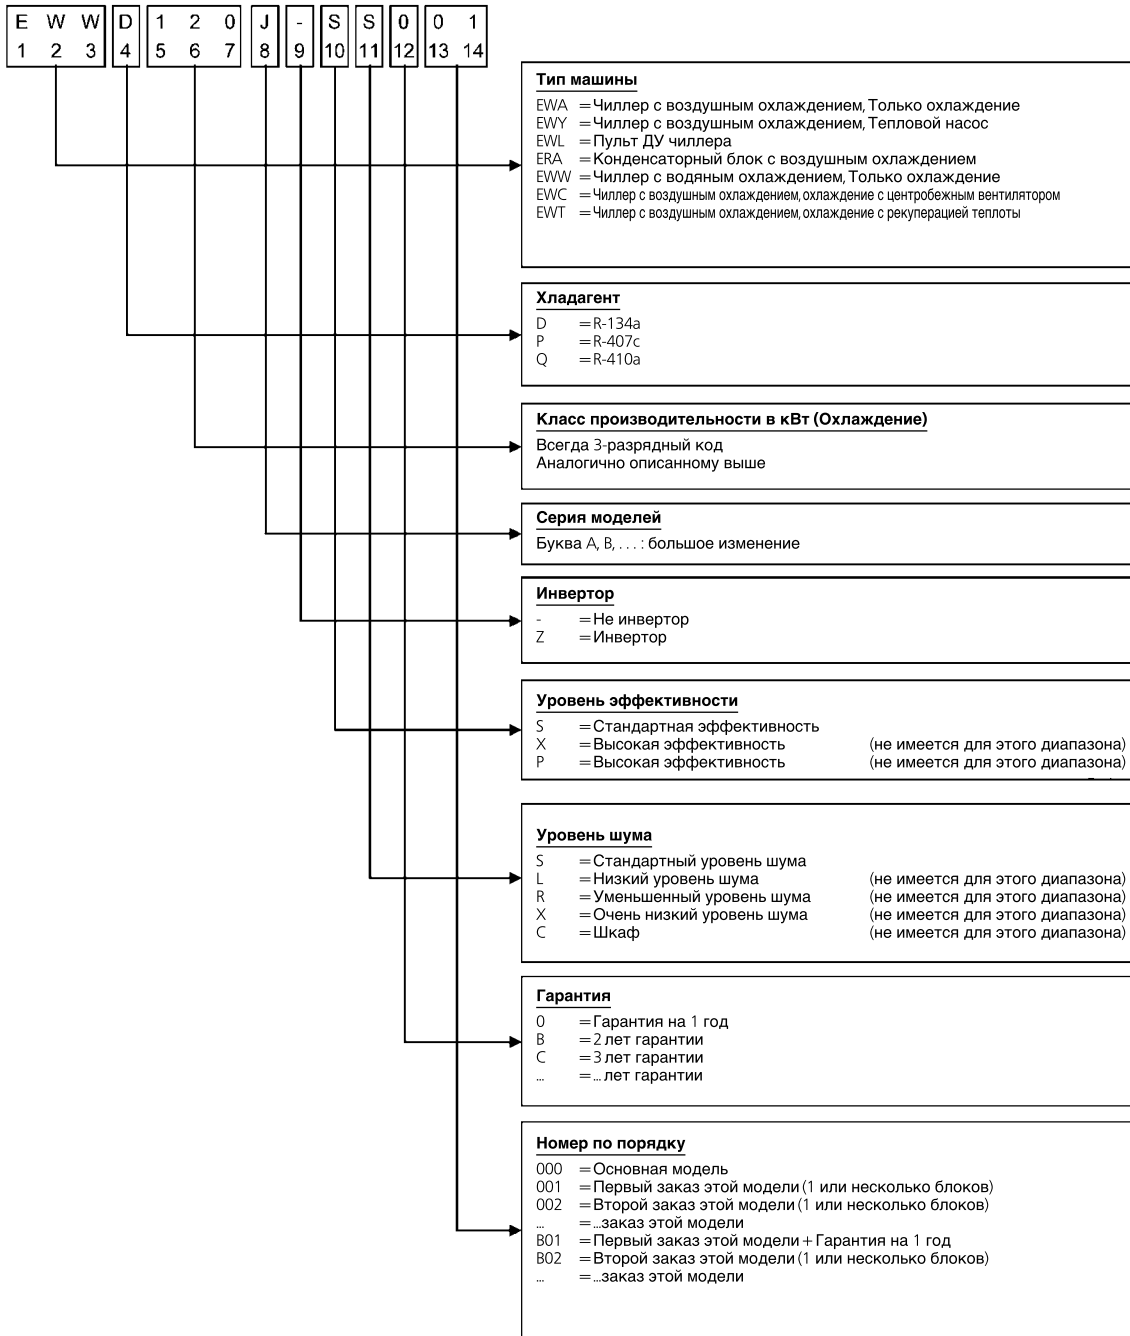 E W W D 1 2 0 J - S S 0 0 1
1 2 3 4 5 6 7 8 9 10 11 12 13 14
Тип машины
EWA =Чиллер с воздушным охлаждением, Только охлаждение
EWY =Чиллер с воздушным охлаждением, Тепловой насос
EWL =Пульт ДУ чиллера
ERA =Конденсаторный блок с воздушным охлаждением
EWW =Чиллер с водяным охлаждением, Только охлаждение
EWC =Чиллер с воздушным охлаждением, охлаждение с центробежным вентилятором
EWT =Чиллер с воздушным охлаждением, охлаждение с рекуперацией теплоты
Хладагент
D =R-134a
P =R-407c
Q =R-410a
Класс производительности в кВт (Охлаждение)
Всегда 3-разрядный код
Аналогично описанному выше
Серия моделей
Буква A, B, . . . : большое изменение
Инвертор
- =Не инвертор
Z =Инвертор
Уровень эффективности
S =Стандартная эффективность
X =Высокая эффективность (не имеется для этого диапазона)
P =Высокая эффективность (не имеется для этого диапазона)
Уровень шума
S =Стандартный уровень шума
L =Низкий уровень шума (не имеется для этого диапазона)
R =Уменьшенный уровень шума (не имеется для этого диапазона)
X =Очень низкий уровень шума (не имеется для этого диапазона)
C =Шкаф (не имеется для этого диапазона)
Гарантия
0 =Гарантия на 1 год
B =2 лет гарантии
C =3 лет гарантии
... =... лет гарантии
Номер по порядку
000 =Основная модель
001 =Первый заказ этой модели (1 или несколько блоков)
002 =Второй заказ этой модели (1 или несколько блоков)
... =...заказ этой модели
B01 =Первый заказ этой модели + Гарантия на 1 год
B02 =Второй заказ этой модели (1 или несколько блоков)
... =...заказ этой модели